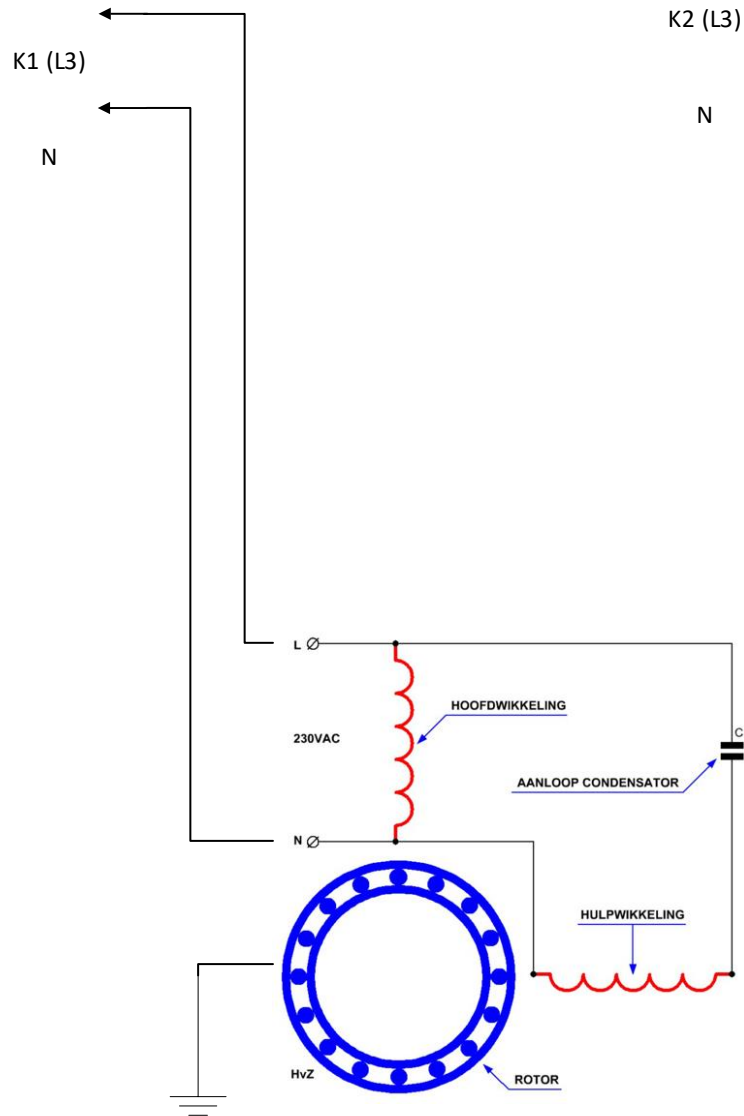 K2 (L3)
K1 (L3)
N
N
L
HOOFDWIKKELING
230VAC
C
AANLOOP CONDENSATOR
N
HULPWIKKELING
HvZ
ROTOR